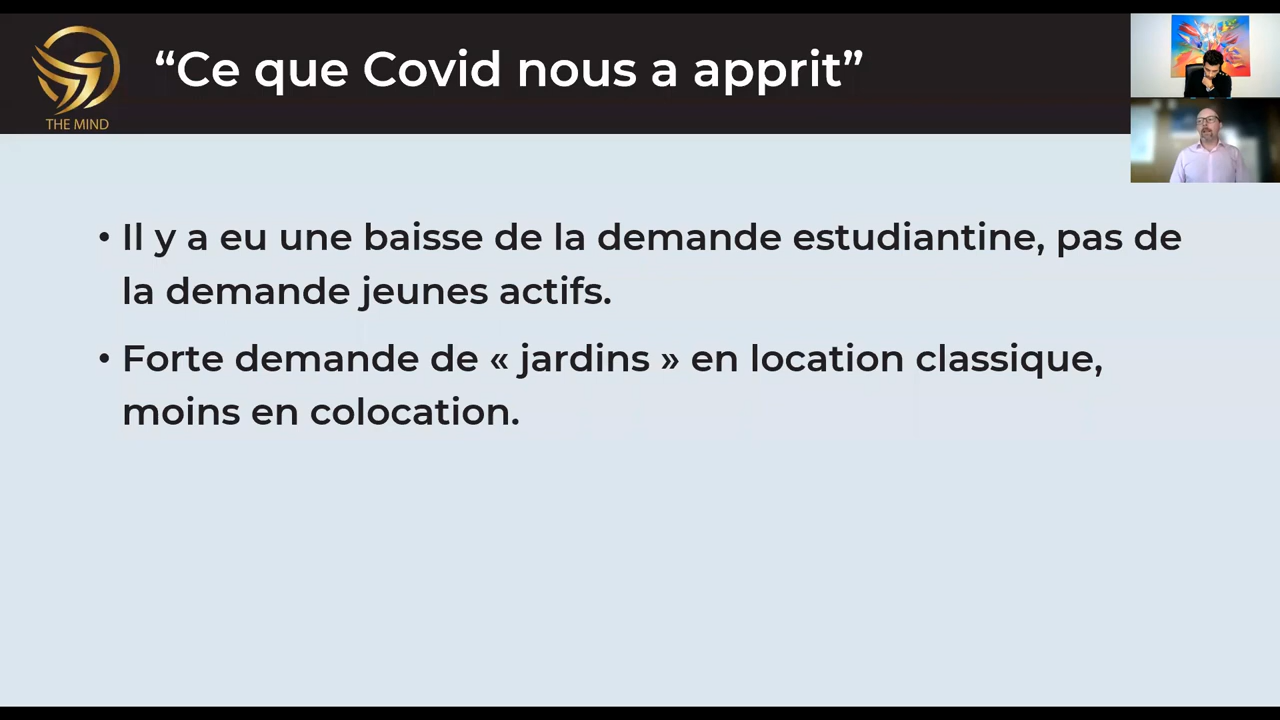 “Ce que Covid nous a apprit”
THE MIND
• Il y a eu une baisse de la demande estudiantine, pas de
la demande jeunes actifs.
• Forte demande de « jardins » en location classique,
moins en colocation.